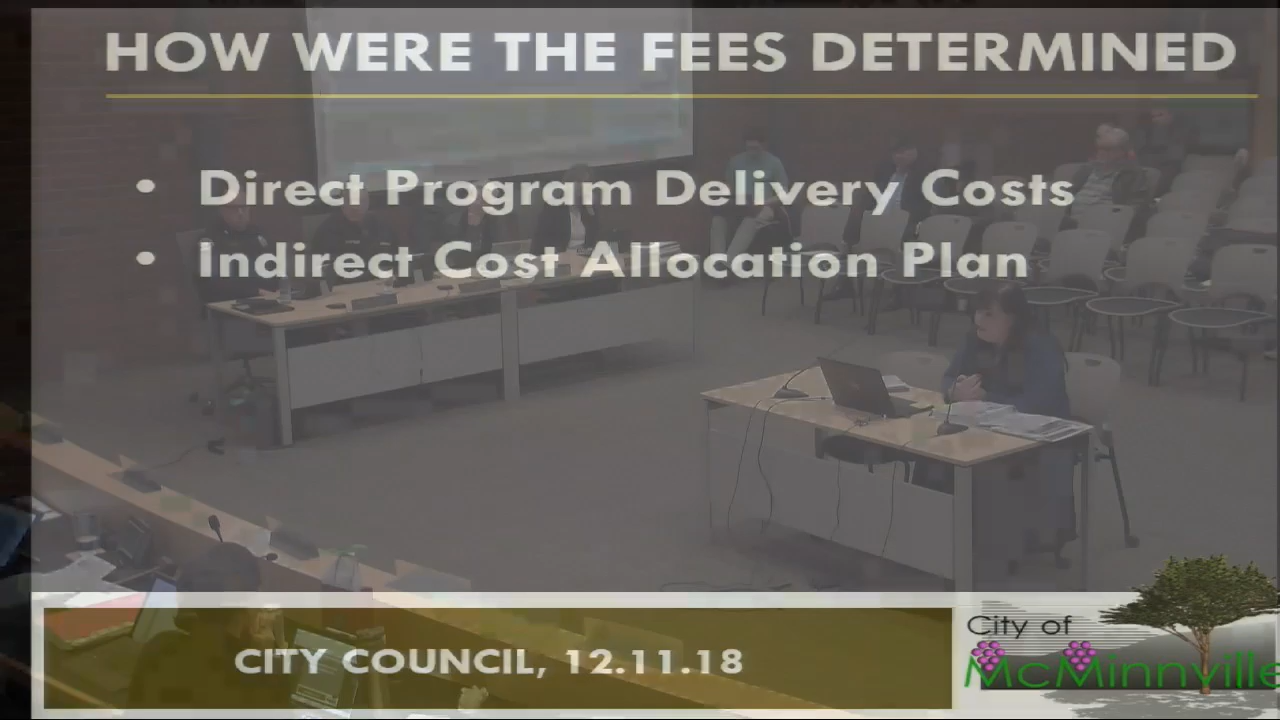 HOW WERE THE FEES DETERMINED
• Direct Program Delivery Costs
• Indirect Cost Allocation Plan
CITY COUNCIL, 12.11.18
City of
McMinnville